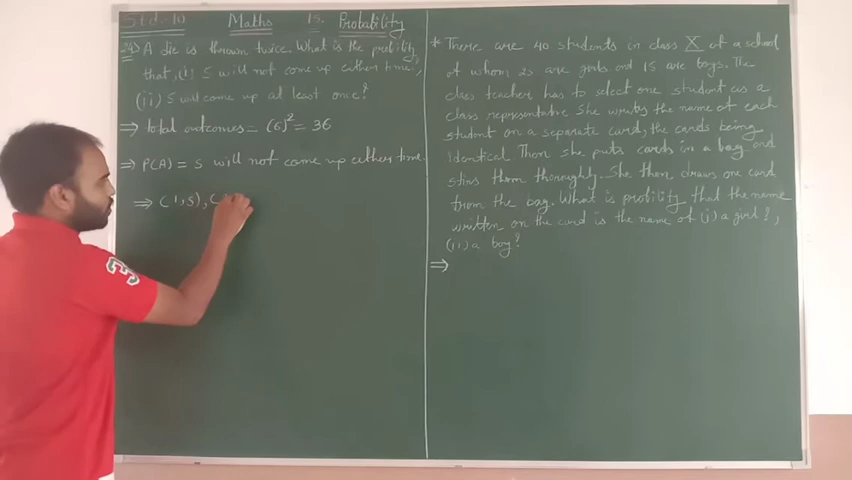 Std:-10 Maths 15. Probability
24) A die is thrown twice. What is the probility
that, (i) 5 will not come up either time,
(ii) 5 will come up at least once?
⇒ total outcomes = (6)² = 36
⇒ P(A) = 5 will not come up either time.
⇒ (1,5), (
* There are 40 students in class X of a school
of whom 25 are girls and 15 are boys. The
class teacher has to select one student as a
class representative She writes the name of each
student on a separate card, the cards being
identical Then she puts cards in a bag and
stirs them thoroughly. She then draws one card
from the bag. What is probility that the name
written on the card is the name of (i) a girl?,
(ii) a boy?
⇒
3